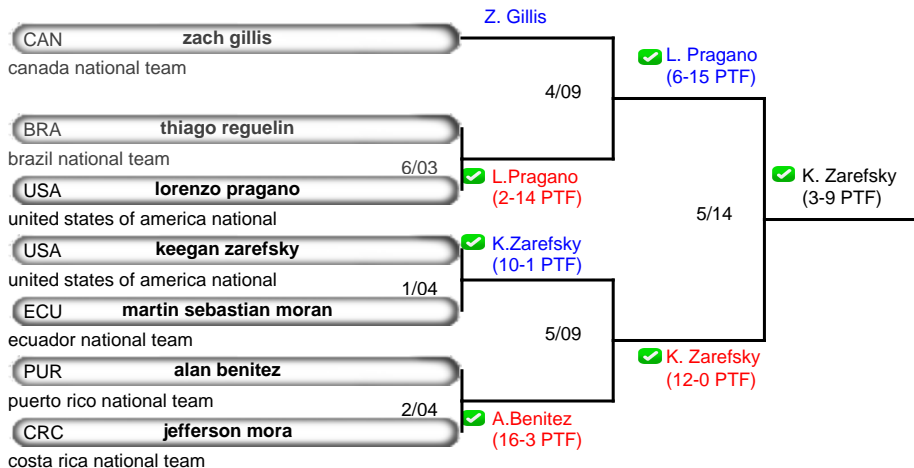 Z. Gillis
CAN zach gillis
canada national team
L. Pragano
(6-15 PTF)
4/09
BRA thiago reguelin
brazil national team
6/03
L.Pragano
(2-14 PTF)
USA lorenzo pragano
united states of america national
K. Zarefsky
(3-9 PTF)
5/14
USA keegan zarefsky
united states of america national
K.Zarefsky
(10-1 PTF)
1/04
ECU martin sebastian moran
ecuador national team
5/09
K. Zarefsky
(12-0 PTF)
PUR alan benitez
puerto rico national team
2/04
A.Benitez
(16-3 PTF)
CRC jefferson mora
costa rica national team